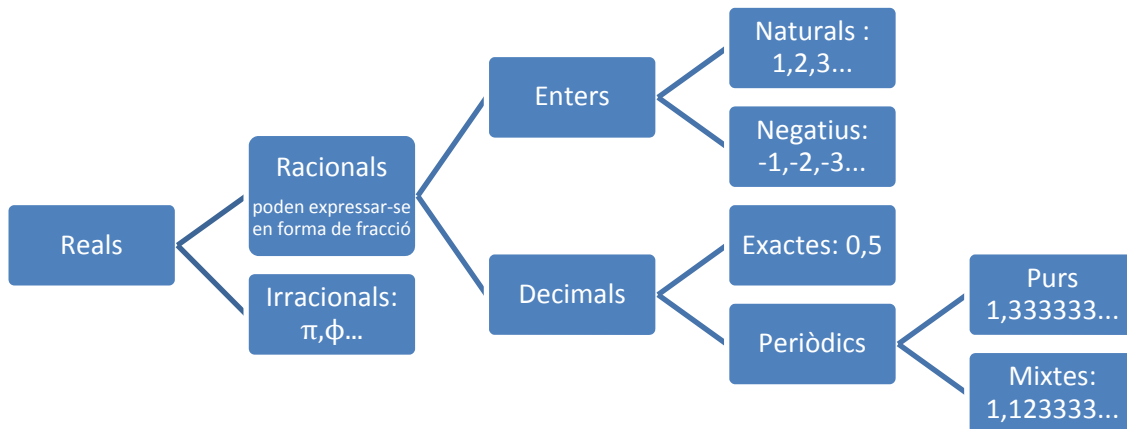 Reals
Racionals
poden expressar-se
en forma de fracció
Irracionals:
π,ϕ...
Enters
Decimals
Naturals :
1,2,3...
Negatius:
-1,-2,-3...
Exactes: 0,5
Periòdics
Purs
1,333333...
Mixtes:
1,123333...